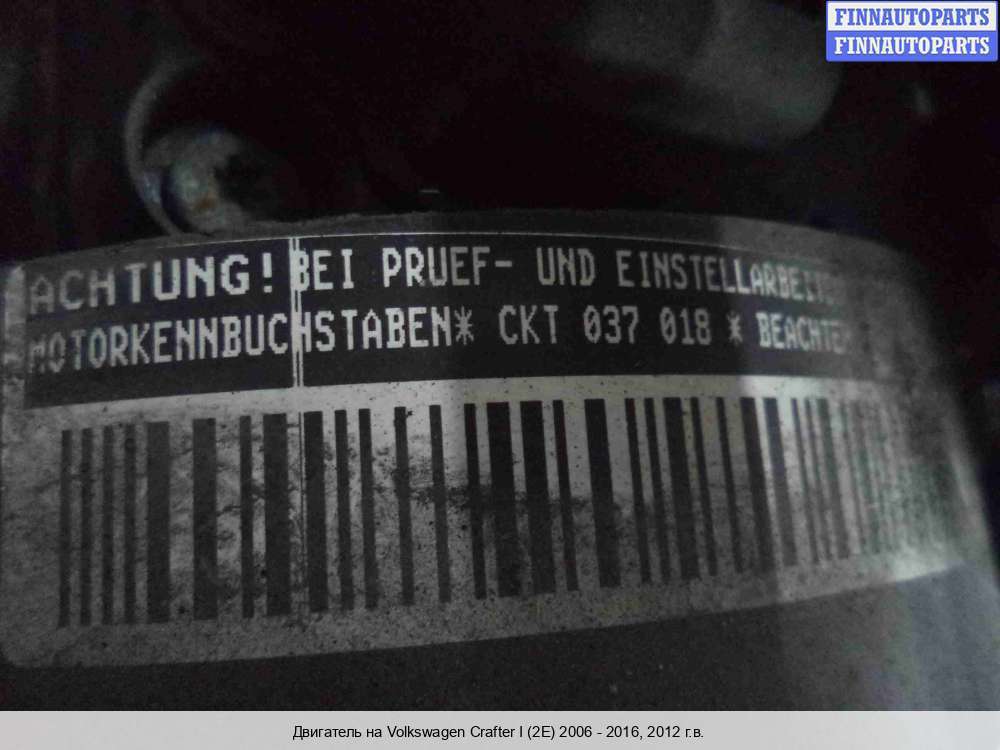 FINNAUTOPARTS
FINNAUTOPARTS
ACHTUNG! BEI PRUEF- UND EINSTELLARBEITEN
MOTORKENNBUCHSTABEN* CKT 037 018 * BEACHTEN
Двигатель на Volkswagen Crafter I (2E) 2006 - 2016, 2012 г.в.